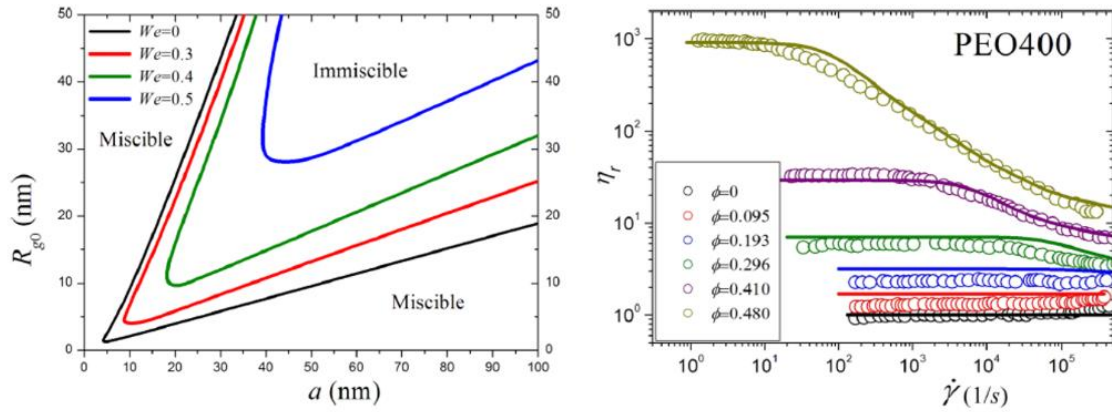 We=0
We=0.3
We=0.4
We=0.5
Immiscible
Miscible
Miscible
R_{g0} (nm)
50
40
30
20
10
0
50
40
30
20
10
0
0 10 20 30 40 50 60 70 80 90 100
a (nm)
PEO400
η_r
10³
10²
10¹
10⁰
ϕ=0
ϕ=0.095
ϕ=0.193
ϕ=0.296
ϕ=0.410
ϕ=0.480
10⁰ 10¹ 10² 10³ 10⁴ 10⁵
γ̇ (1/s)